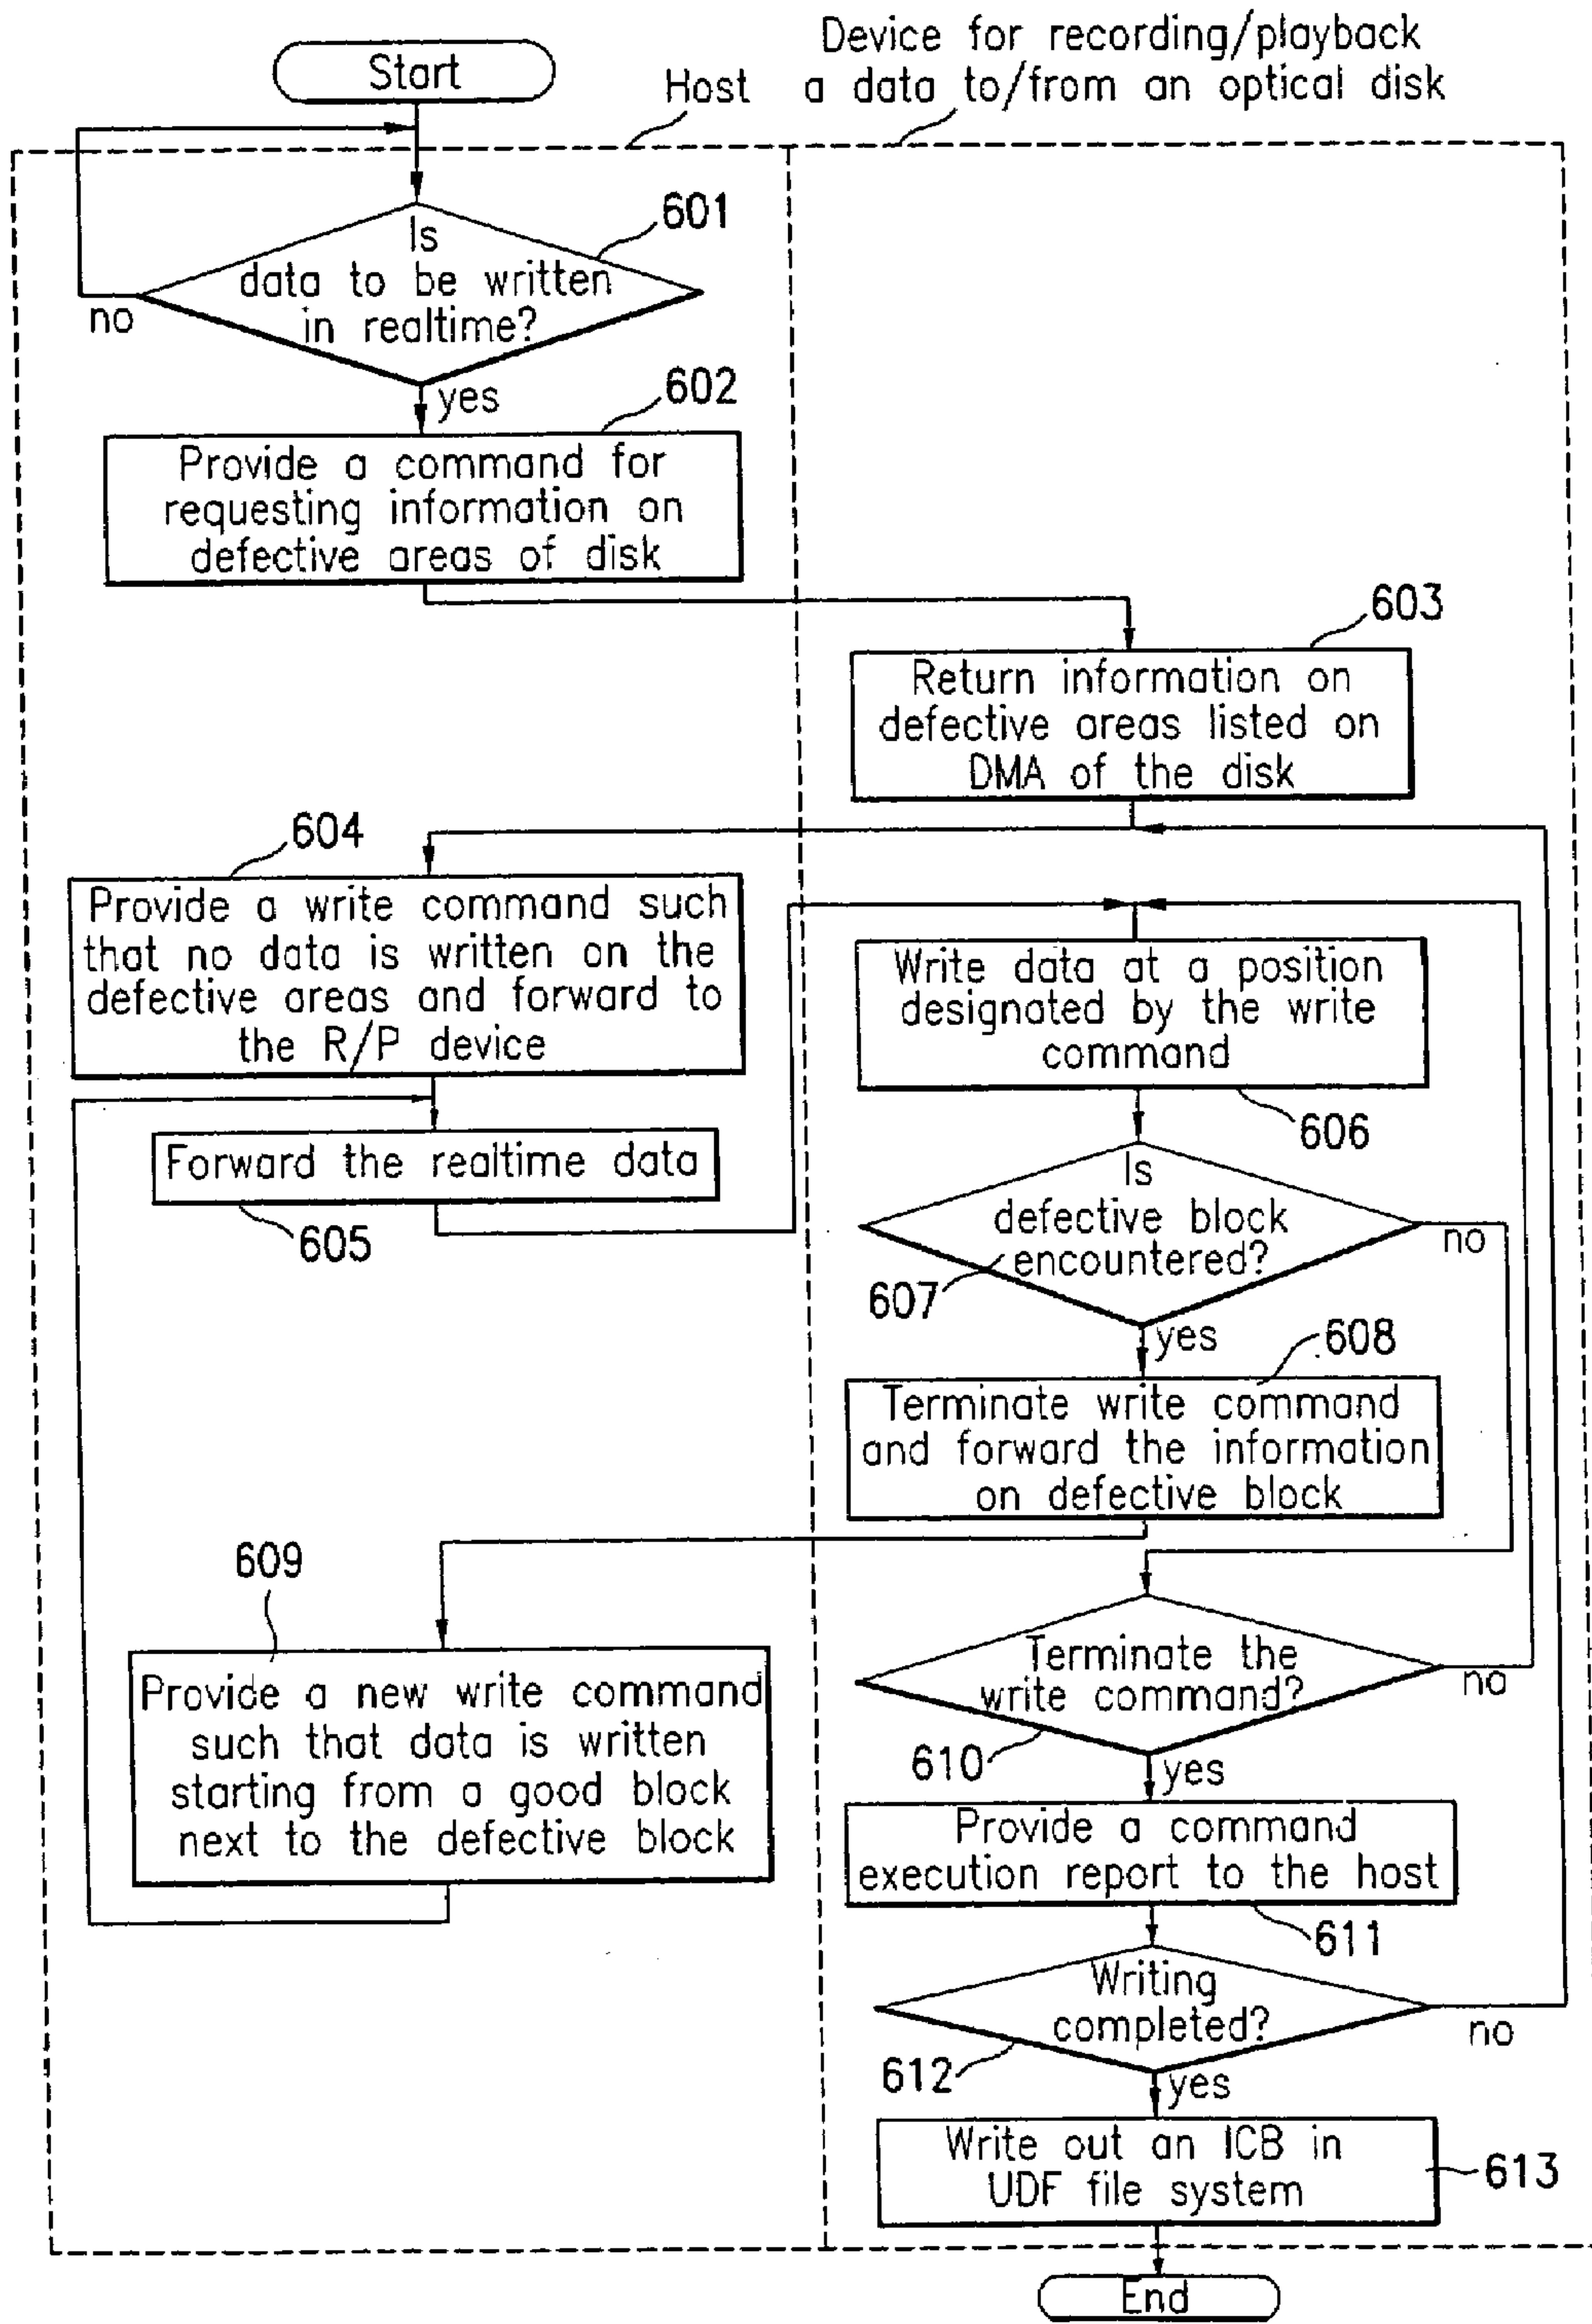 Start
Host
Device for recording/playback
a data to/from an optical disk
601
Is
data to be written
in realtime?
no
yes
602
Provide a command for
requesting information on
defective areas of disk
603
Return information on
defective areas listed on
DMA of the disk
604
Provide a write command such
that no data is written on the
defective areas and forward to
the R/P device
Write data at a position
designated by the write
command
606
Forward the realtime data
605
Is
defective block
encountered?
607
no
yes
608
Terminate write command
and forward the information
on defective block
609
Provide a new write command
such that data is written
starting from a good block
next to the defective block
Terminate the
write command?
no
610
yes
Provide a command
execution report to the host
611
Writing
completed?
no
612
yes
Write out an ICB in
UDF file system
613
End